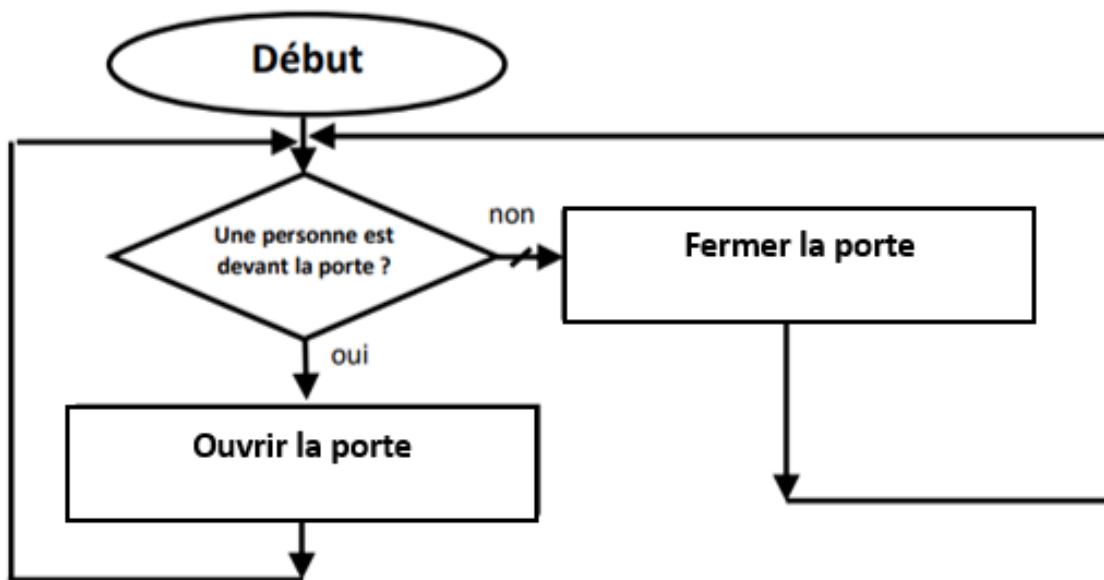 Début
Une personne est
devant la porte ?
non
Fermer la porte
oui
Ouvrir la porte